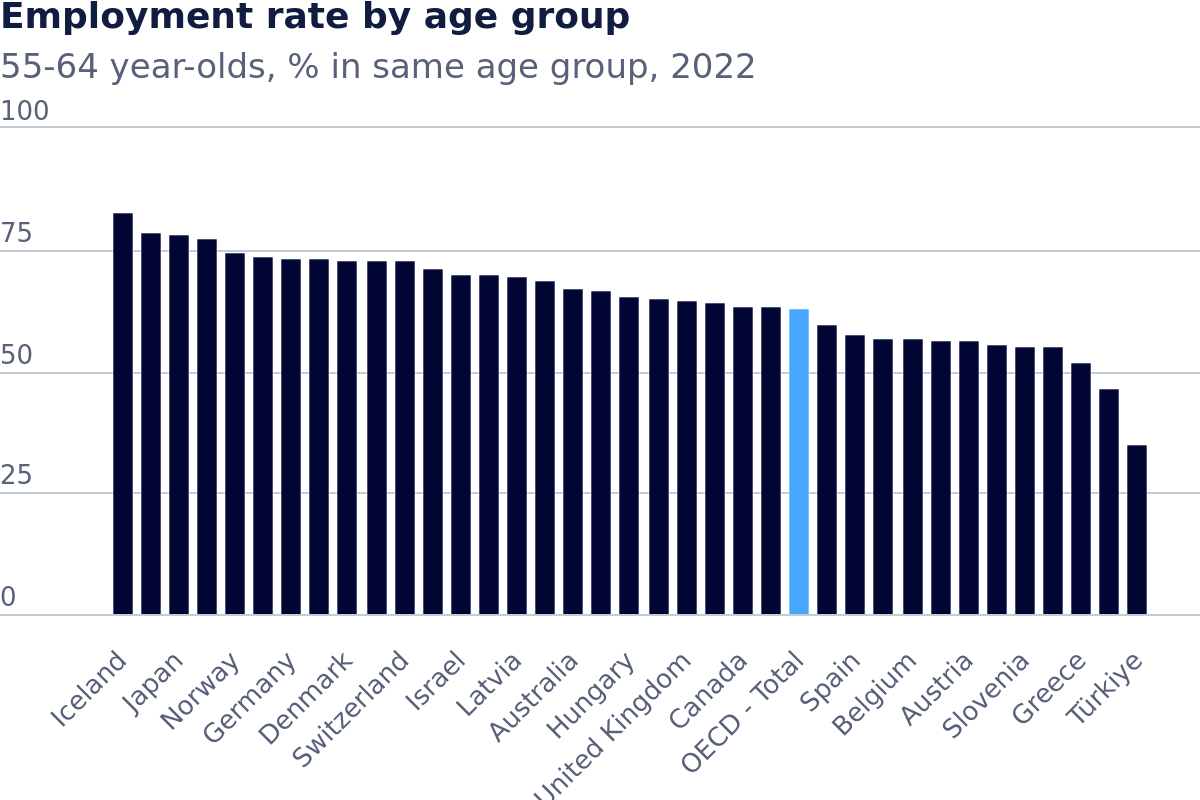 Employment rate by age group
55-64 year-olds, % in same age group, 2022
100
75
50
25
0
Iceland
Japan
Norway
Germany
Denmark
Switzerland
Israel
Latvia
Australia
Hungary
United Kingdom
Canada
OECD - Total
Spain
Belgium
Austria
Slovenia
Greece
Türkiye